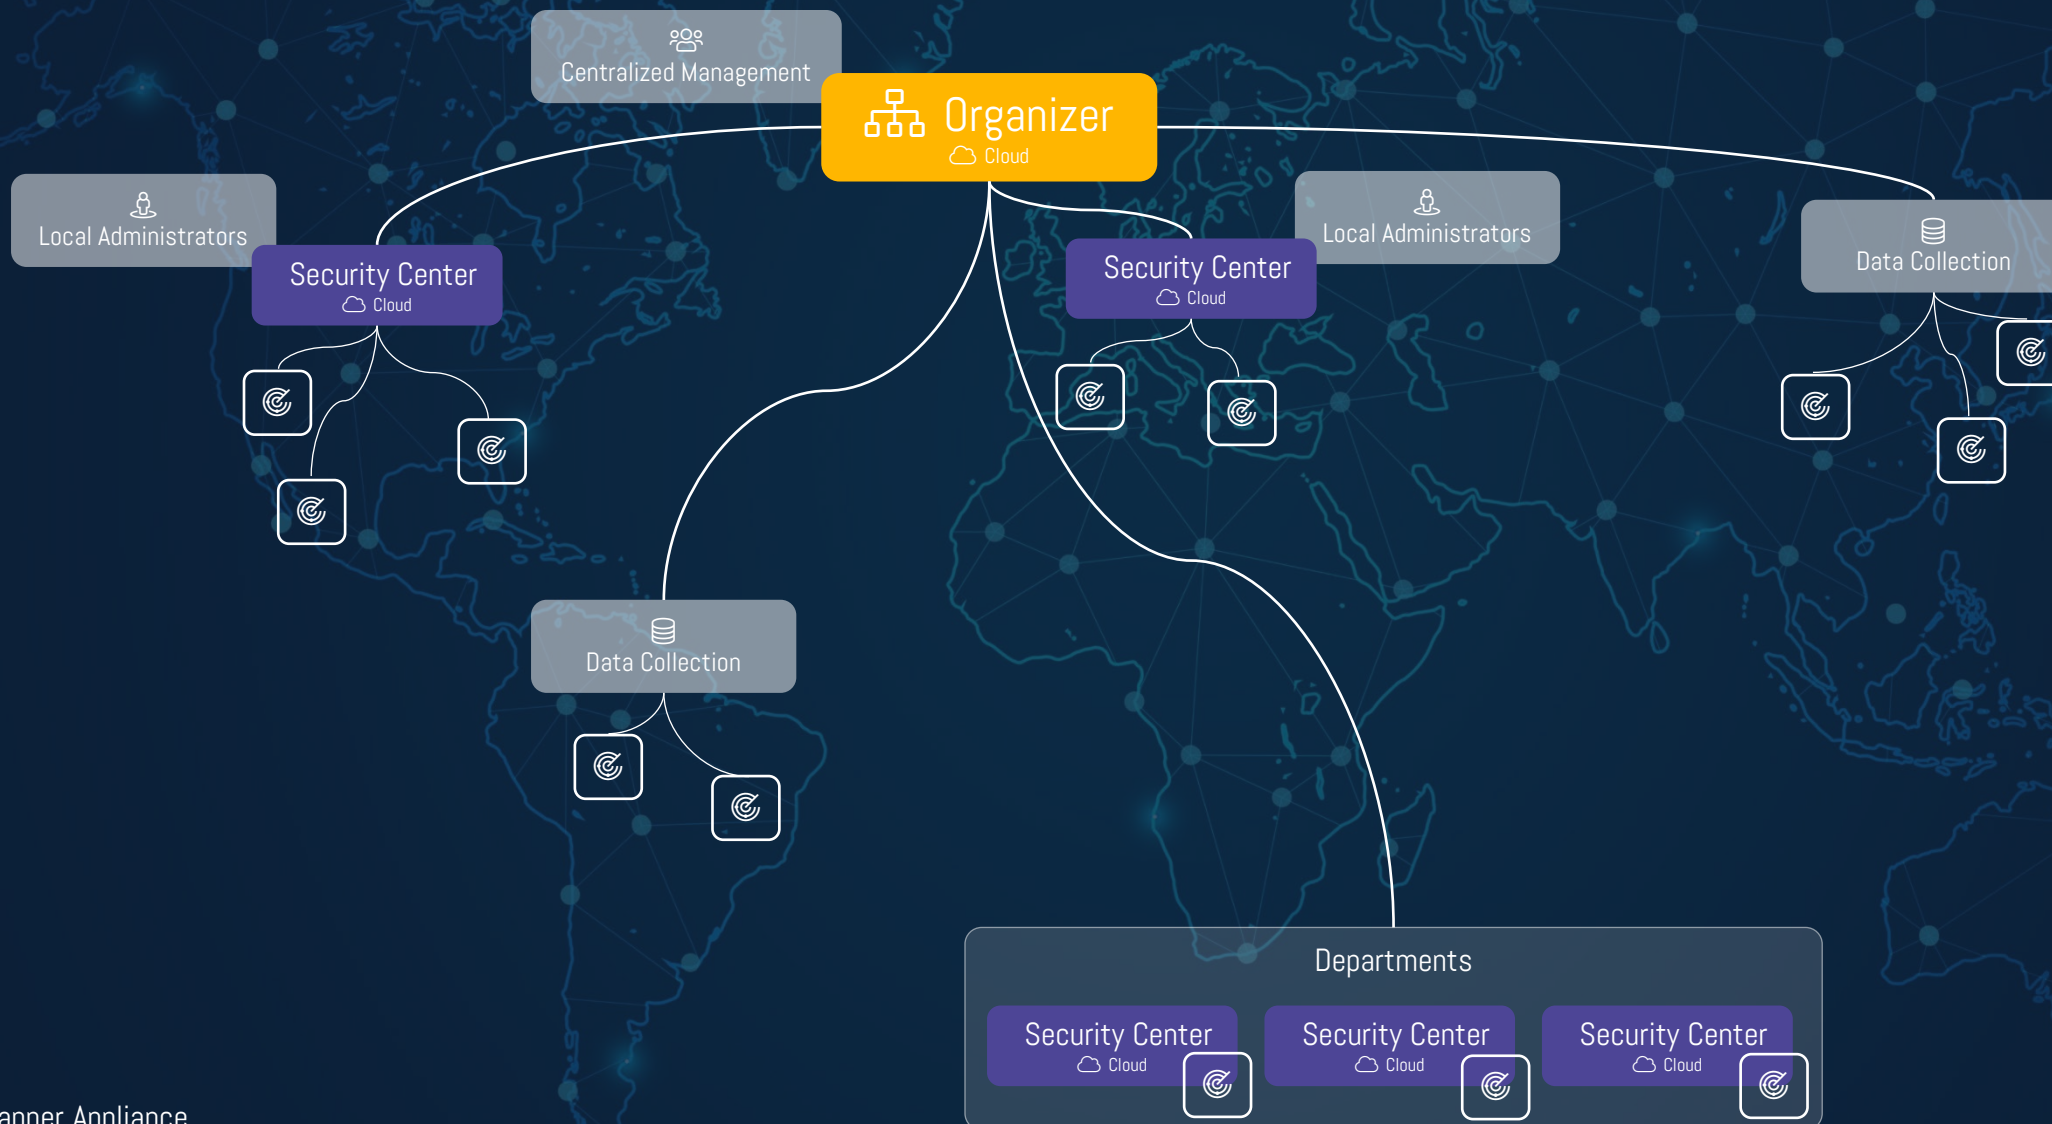 Centralized Management
Organizer
Cloud
Local Administrators
Security Center
Cloud
Local Administrators
Security Center
Cloud
Data Collection
Data Collection
Departments
Security Center
Cloud
Security Center
Cloud
Security Center
Cloud
Appliance